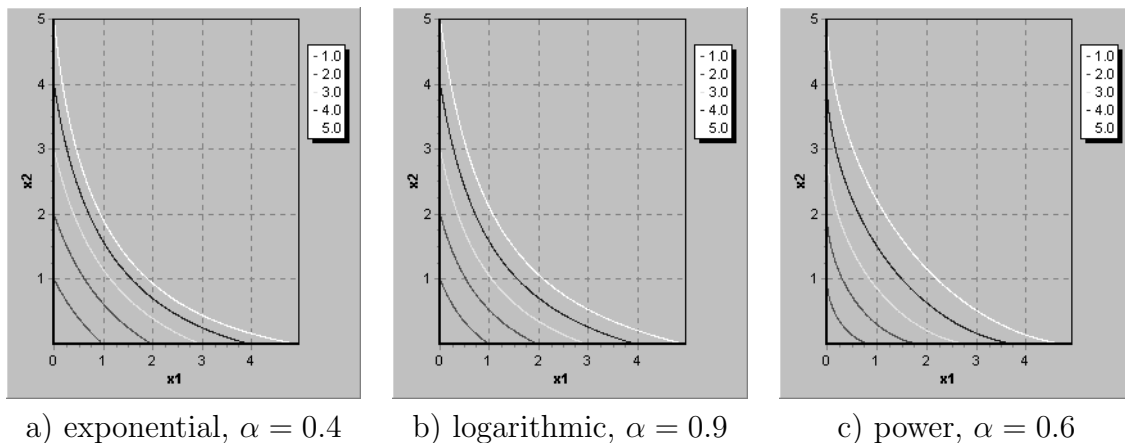 5
4
3
2
1
x2
0 1 2 3 4
x1
- 1.0
- 2.0
- 3.0
- 4.0
5.0
a) exponential, α = 0.4
5
4
3
2
1
x2
0 1 2 3 4
x1
- 1.0
- 2.0
- 3.0
- 4.0
5.0
b) logarithmic, α = 0.9
5
4
3
2
1
x2
0 1 2 3 4
x1
- 1.0
- 2.0
- 3.0
- 4.0
5.0
c) power, α = 0.6